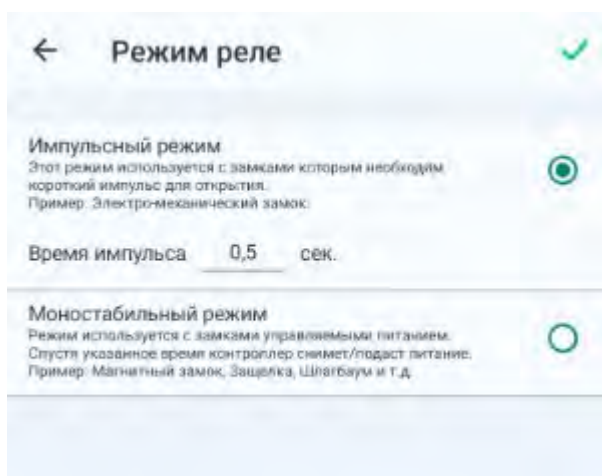 Режим реле
Импульсный режим
Этот режим используется с замками которым необходим
короткий импульс для открытия.
Пример: Электро-механический замок.
Время импульса 0,5 сек.
Моностабильный режим
Режим используется с замками управляемыми питанием.
Спустя указанное время контроллер снимет/подаст питание.
Пример: Магнитный замок, Защелка, Шлагбаум и т.д.